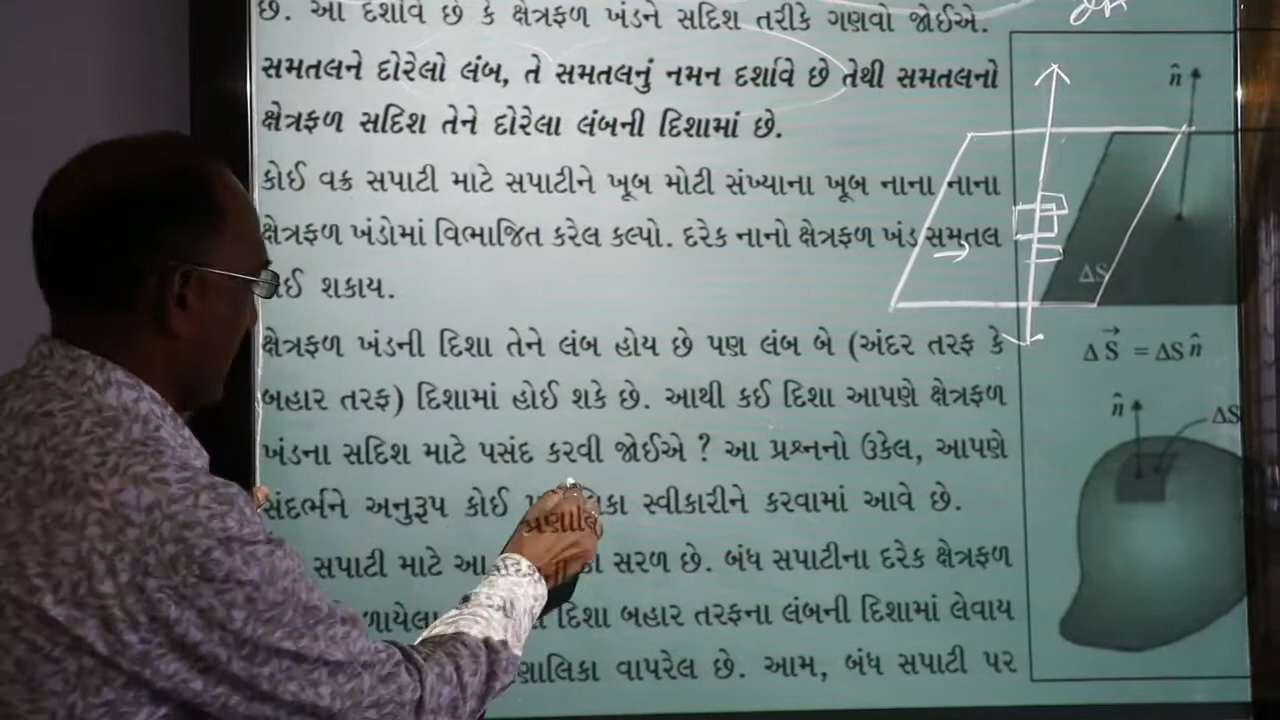 છે. આ દર્શાવે છે કે ક્ષેત્રફળ ખંડને સદિશ તરીકે ગણવો જોઈએ.
સમતલને દોરેલો લંબ, તે સમતલનું નમન દર્શાવે છે તેથી સમતલનો
ક્ષેત્રફળ સદિશ તેને દોરેલા લંબની દિશામાં છે.
કોઈ વક્ર સપાટી માટે સપાટીને ખૂબ મોટી સંખ્યાના ખૂબ નાના નાના
ક્ષેત્રફળ ખંડોમાં વિભાજિત કરેલ કલ્પો. દરેક નાનો ક્ષેત્રફળ ખંડ સમતલ
શકાય.
ક્ષેત્રફળ ખંડની દિશા તેને લંબ હોય છે પણ લંબ બે (અંદર તરફ કે
બહાર તરફ) દિશામાં હોઈ શકે છે. આથી કઈ દિશા આપણે ક્ષેત્રફળ
ખંડના સદિશ માટે પસંદ કરવી જોઈએ ? આ પ્રશ્નનો ઉકેલ, આપણે
સંદર્ભને અનુરૂપ કોઈ સ્વીકારીને કરવામાં આવે છે.
સપાટી માટે આ સરળ છે. બંધ સપાટીના દરેક ક્ષેત્રફળ
દિશા બહાર તરફના લંબની દિશામાં લેવાય
વાપરેલ છે. આમ, બંધ સપાટી પર
n̂
ΔS
ΔS⃗ = ΔS n̂
n̂
ΔS